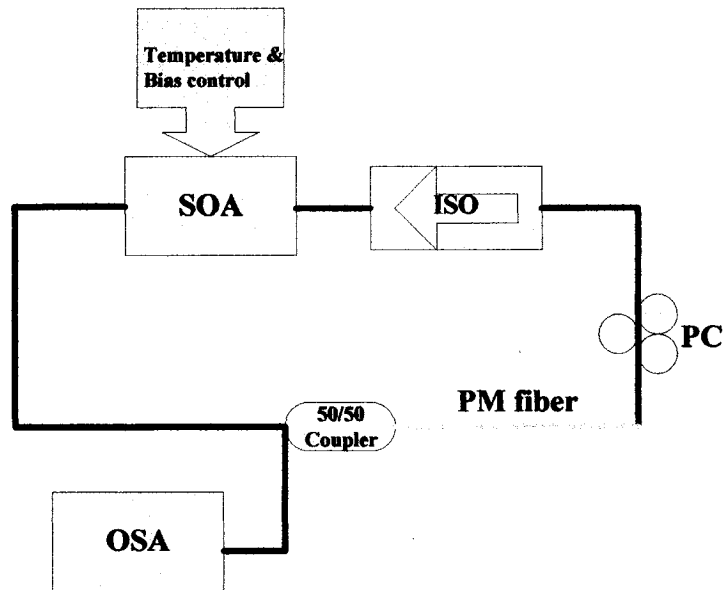 Temperature &
Bias control
SOA
ISO
PC
PM fiber
50/50
Coupler
OSA